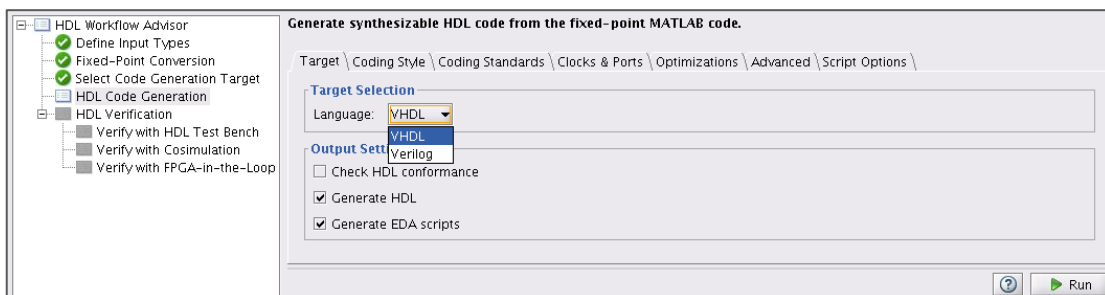 HDL Workflow Advisor
Define Input Types
Fixed-Point Conversion
Select Code Generation Target
HDL Code Generation
HDL Verification
Verify with HDL Test Bench
Verify with Cosimulation
Verify with FPGA-in-the-Loop
Generate synthesizable HDL code from the fixed-point MATLAB code.
Target Coding Style Coding Standards Clocks & Ports Optimizations Advanced Script Options
Target Selection
Language: VHDL
VHDL
Verilog
Output Setti
Check HDL conformance
Generate HDL
Generate EDA scripts
? Run